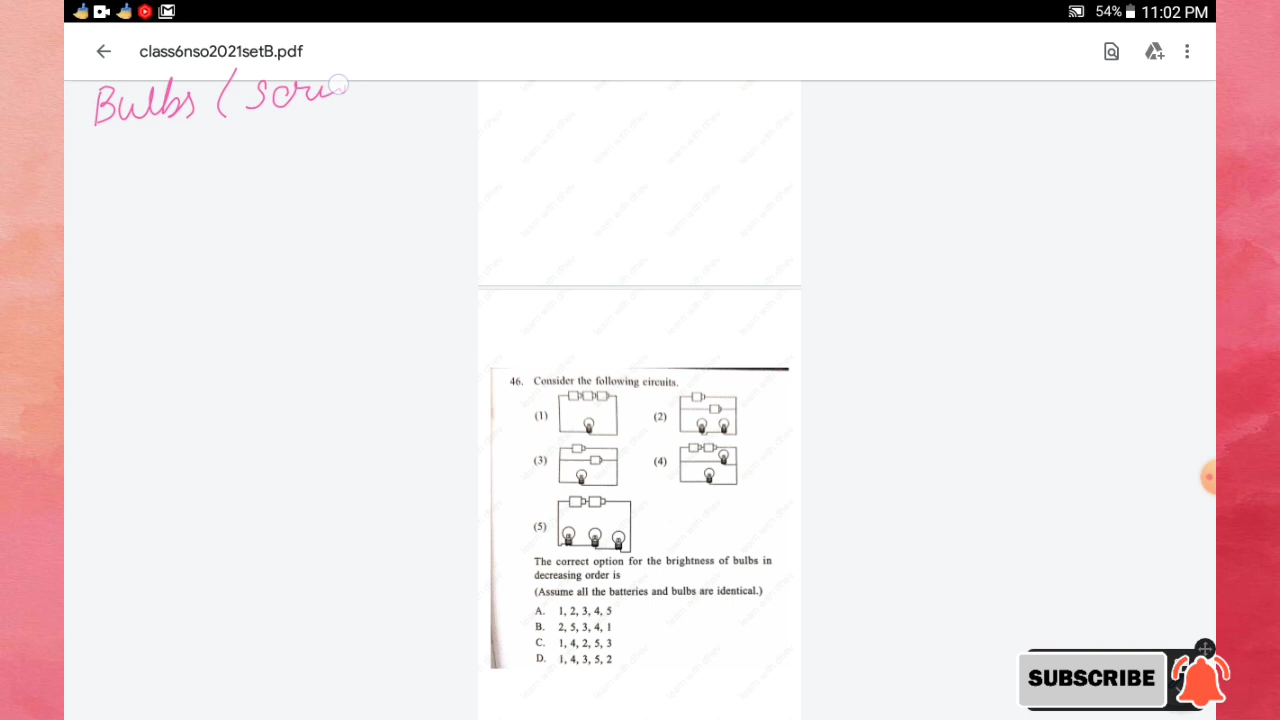 54% 11:02 PM
class6nso2021setB.pdf
Bulbs (
learn with dhev
46. Consider the following circuits.
(1) (2)
(3) (4)
(5)
The correct option for the brightness of bulbs in
decreasing order is
(Assume all the batteries and bulbs are identical.)
A. 1, 2, 3, 4, 5
B. 2, 5, 3, 4, 1
C. 1, 4, 2, 5, 3
D. 1, 4, 3, 5, 2
SUBSCRIBE